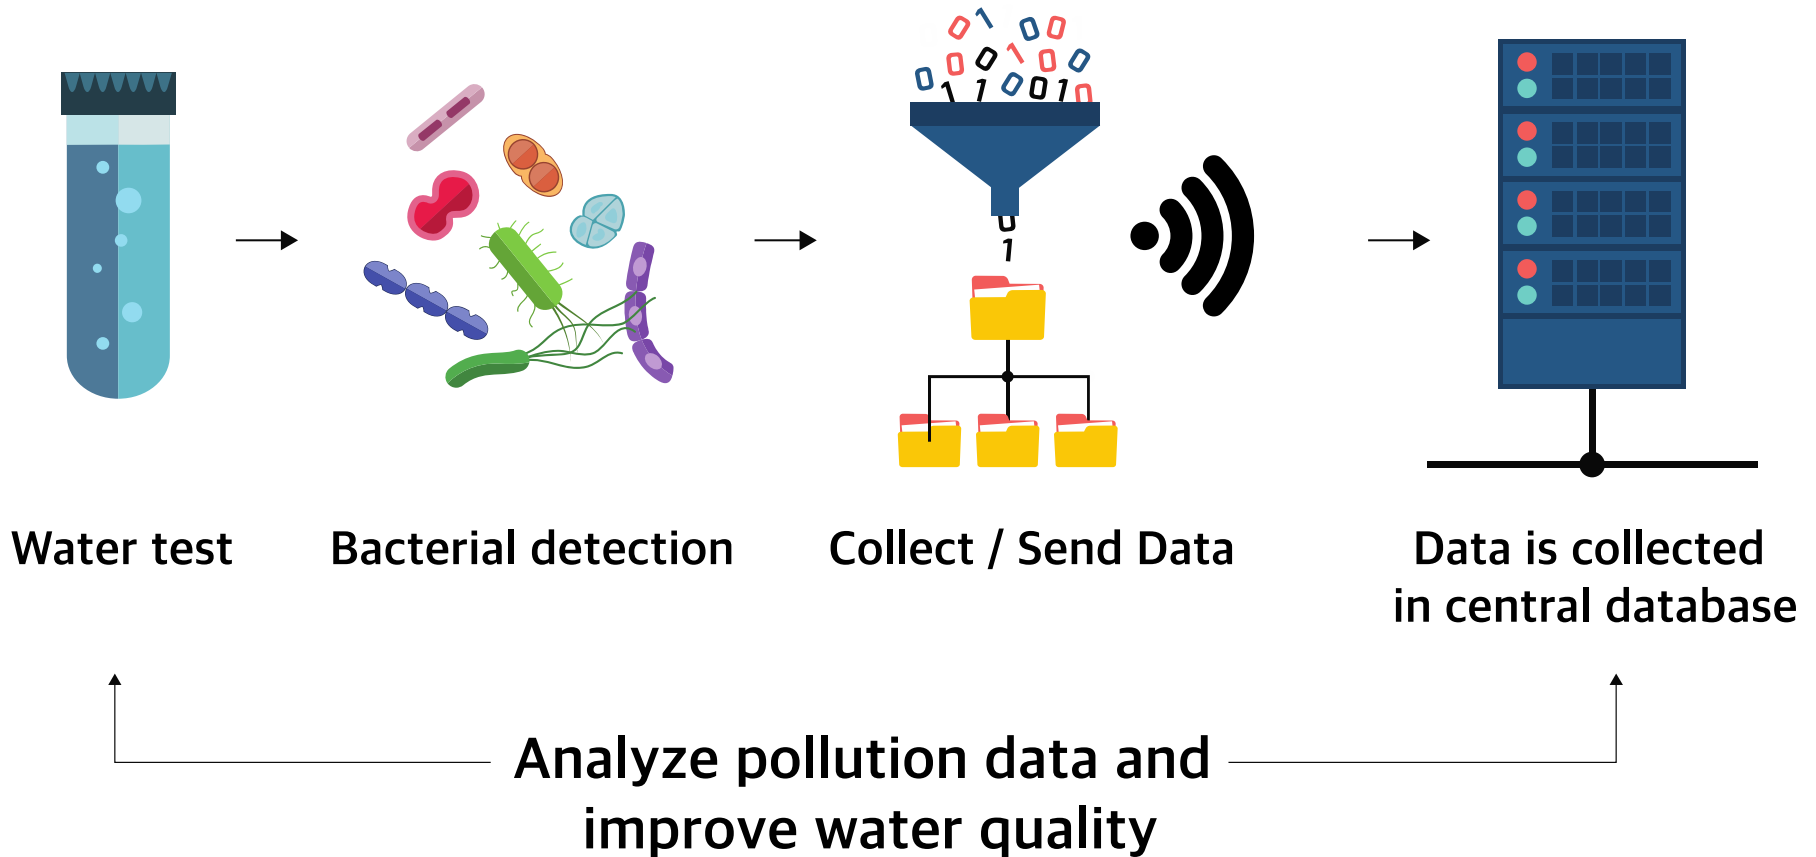 Water test
Bacterial detection
Collect / Send Data
Data is collected
in central database
Analyze pollution data and
improve water quality